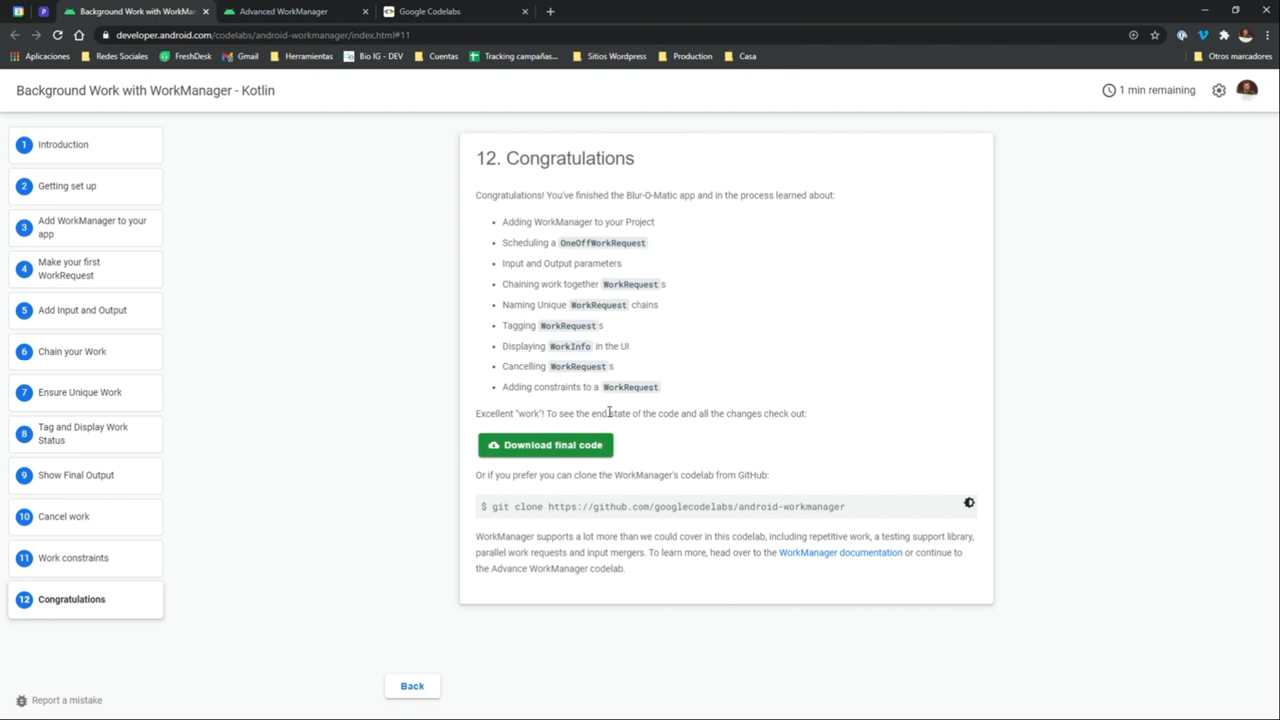 Background Work with WorkMa
Advanced WorkManager
Google Codelabs
developer.android.com/codelabs/android-workmanager/index.html#11
Aplicaciones
Redes Sociales
FreshDesk
Gmail
Herramientas
Bio IG - DEV
Cuentas
Tracking campañas...
Sitios Wordpress
Production
Casa
Otros marcadores
Background Work with WorkManager - Kotlin
1 min remaining
1 Introduction
2 Getting set up
3 Add WorkManager to your
app
4 Make your first
WorkRequest
5 Add Input and Output
6 Chain your Work
7 Ensure Unique Work
8 Tag and Display Work
Status
9 Show Final Output
10 Cancel work
11 Work constraints
12 Congratulations
Report a mistake
12. Congratulations
Congratulations! You've finished the Blur-O-Matic app and in the process learned about:
• Adding WorkManager to your Project
• Scheduling a OneOffWorkRequest
• Input and Output parameters
• Chaining work together WorkRequests
• Naming Unique WorkRequest chains
• Tagging WorkRequests
• Displaying WorkInfo in the UI
• Cancelling WorkRequests
• Adding constraints to a WorkRequest
Excellent "work"! To see the end state of the code and all the changes check out:
Download final code
Or if you prefer you can clone the WorkManager's codelab from GitHub:
$ git clone https://github.com/googlecodelabs/android-workmanager
WorkManager supports a lot more than we could cover in this codelab, including repetitive work, a testing support library,
parallel work requests and input mergers. To learn more, head over to the WorkManager documentation or continue to
the Advance WorkManager codelab.
Back